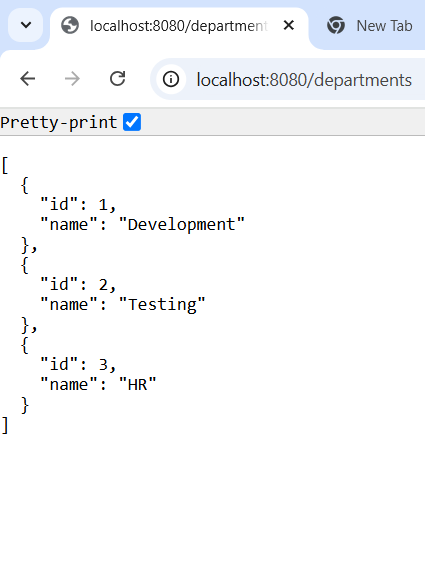 localhost:8080/department
New Tab
localhost:8080/departments
Pretty-print
[
  {
    "id": 1,
    "name": "Development"
  },
  {
    "id": 2,
    "name": "Testing"
  },
  {
    "id": 3,
    "name": "HR"
  }
]